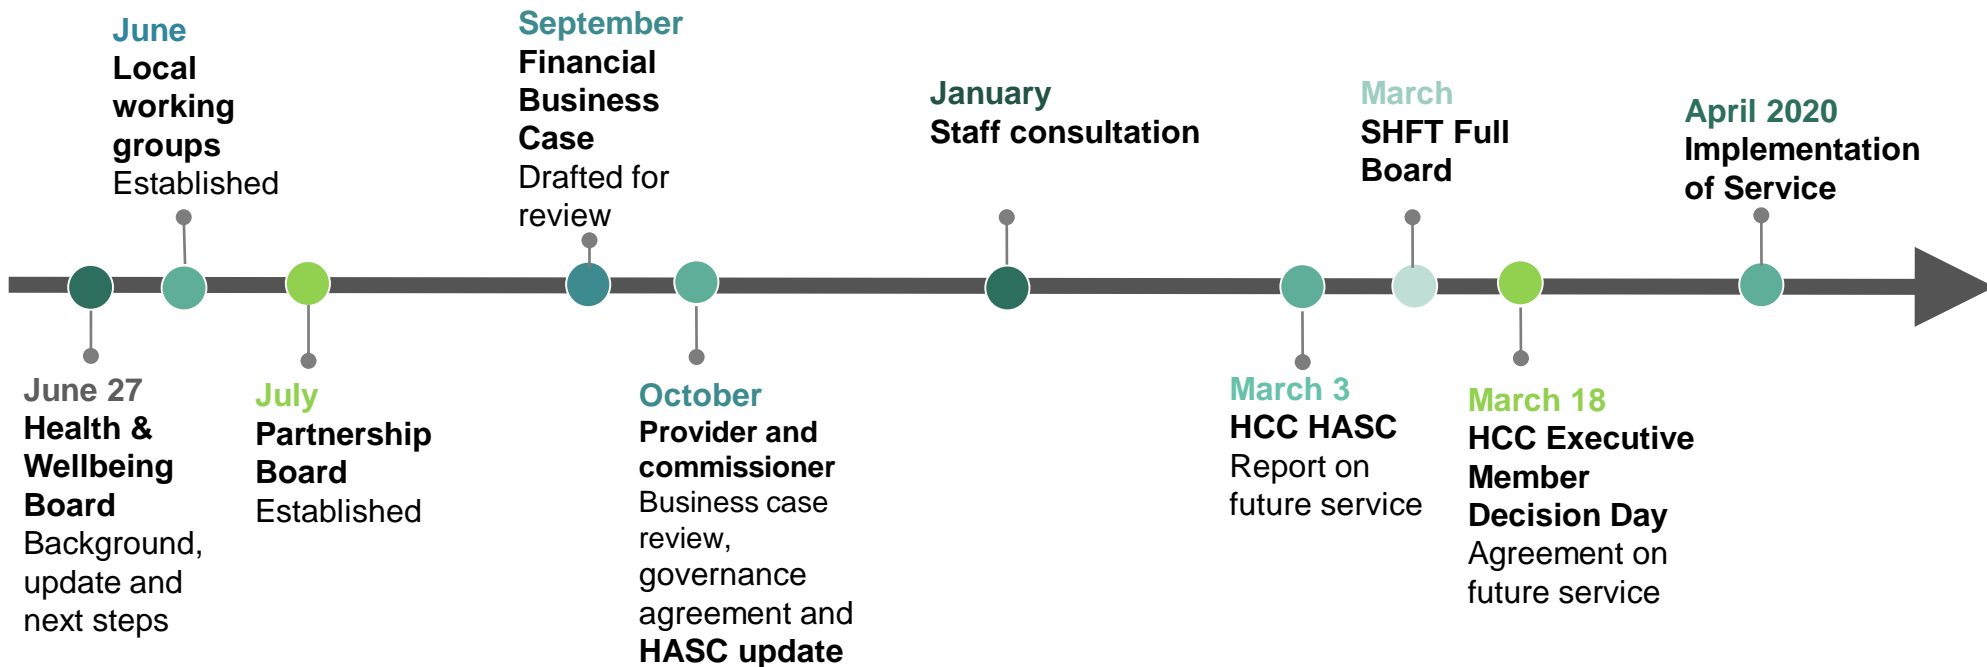 June
Local
working
groups
Established
September
Financial
Business
Case
Drafted for
review
January
Staff consultation
March
SHFT Full
Board
April 2020
Implementation
of Service
June 27
Health &
Wellbeing
Board
Background,
update and
next steps
July
Partnership
Board
Established
October
Provider and
commissioner
Business case
review,
governance
agreement and
HASC update
March 3
HCC HASC
Report on
future service
March 18
HCC Executive
Member
Decision Day
Agreement on
future service